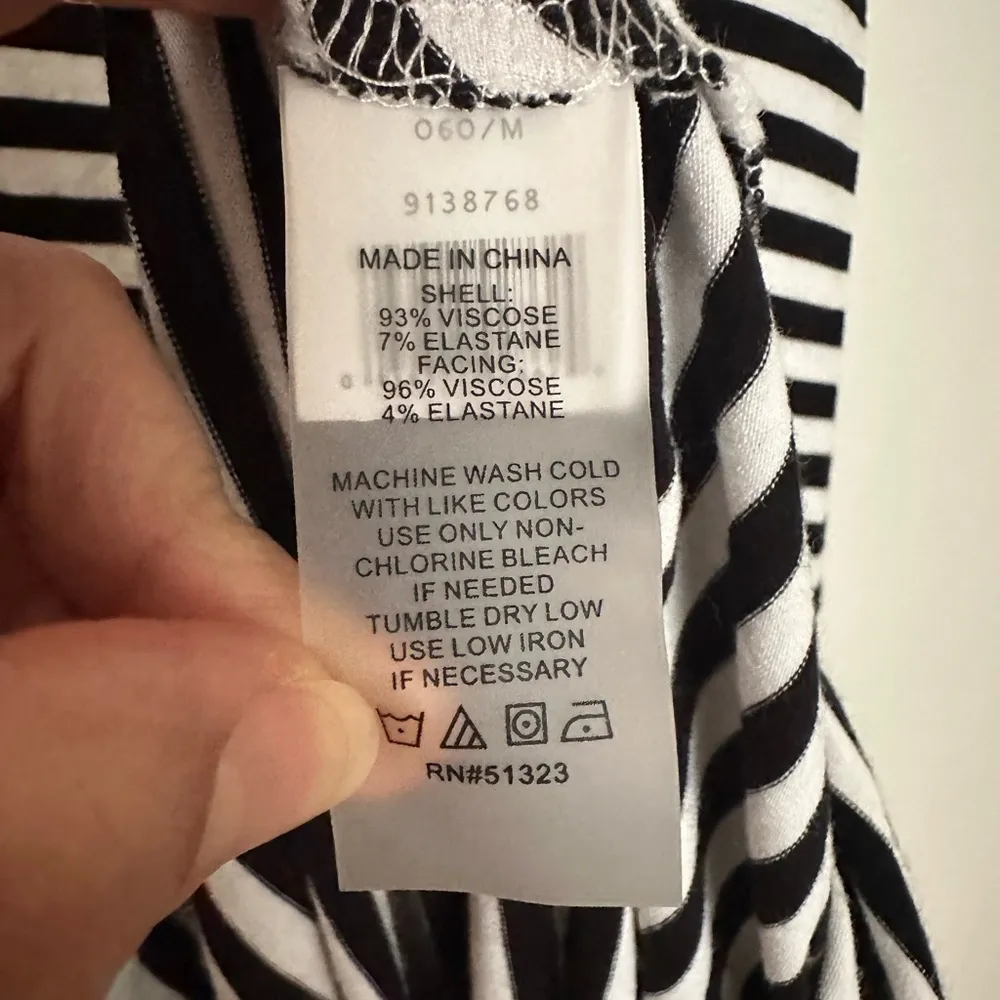 060/M
9138768
MADE IN CHINA
SHELL:
93% VISCOSE
7% ELASTANE
FACING:
96% VISCOSE
4% ELASTANE
0
MACHINE WASH COLD
WITH LIKE COLORS
USE ONLY NON-
CHLORINE BLEACH
IF NEEDED
TUMBLE DRY LOW
USE LOW IRON
IF NECESSARY
RN#51323